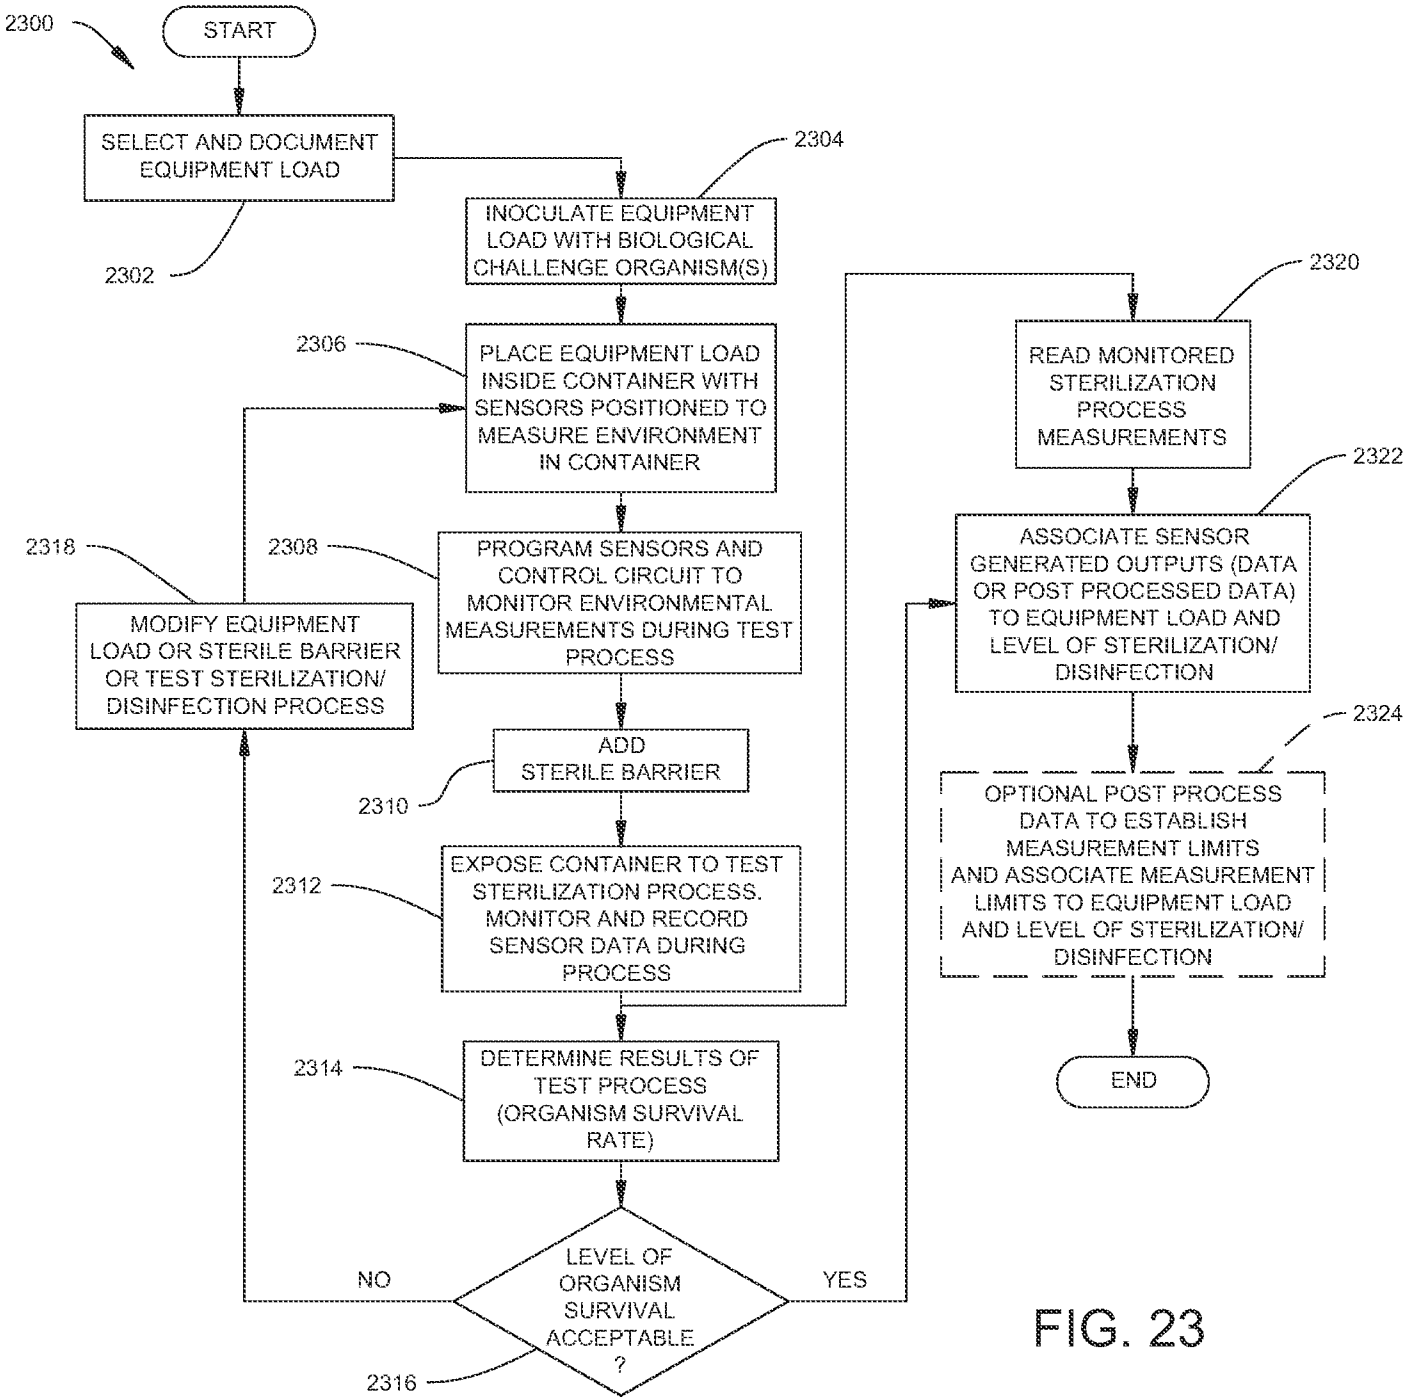 2300
START
SELECT AND DOCUMENT
EQUIPMENT LOAD
2302
2304
INOCULATE EQUIPMENT
LOAD WITH BIOLOGICAL
CHALLENGE ORGANISM(S)
2306
PLACE EQUIPMENT LOAD
INSIDE CONTAINER WITH
SENSORS POSITIONED TO
MEASURE ENVIRONMENT
IN CONTAINER
2308
PROGRAM SENSORS AND
CONTROL CIRCUIT TO
MONITOR ENVIRONMENTAL
MEASUREMENTS DURING TEST
PROCESS
2318
MODIFY EQUIPMENT
LOAD OR STERILE BARRIER
OR TEST STERILIZATION/
DISINFECTION PROCESS
ADD
STERILE BARRIER
2310
2312
EXPOSE CONTAINER TO TEST
STERILIZATION PROCESS.
MONITOR AND RECORD
SENSOR DATA DURING
PROCESS
2314
DETERMINE RESULTS OF
TEST PROCESS
(ORGANISM SURVIVAL
RATE)
NO
LEVEL OF
ORGANISM
SURVIVAL
ACCEPTABLE
?
YES
2316
2320
READ MONITORED
STERILIZATION
PROCESS
MEASUREMENTS
2322
ASSOCIATE SENSOR
GENERATED OUTPUTS (DATA
OR POST PROCESSED DATA)
TO EQUIPMENT LOAD AND
LEVEL OF STERILIZATION/
DISINFECTION
2324
OPTIONAL POST PROCESS
DATA TO ESTABLISH
MEASUREMENT LIMITS
AND ASSOCIATE MEASUREMENT
LIMITS TO EQUIPMENT LOAD
AND LEVEL OF STERILIZATION/
DISINFECTION
END
FIG. 23